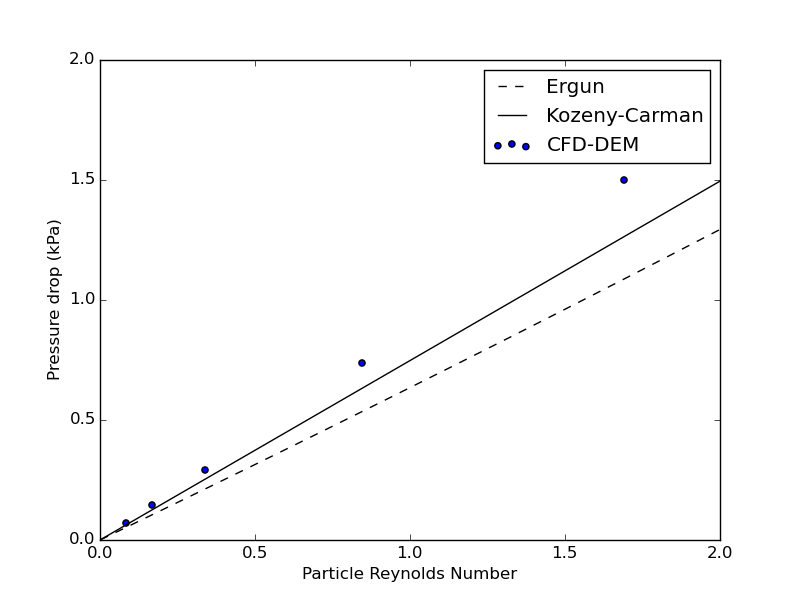 2.0
1.5
1.0
0.5
0.0
Pressure drop (kPa)
Ergun
Kozeny-Carman
CFD-DEM
0.0 0.5 1.0 1.5 2.0
Particle Reynolds Number